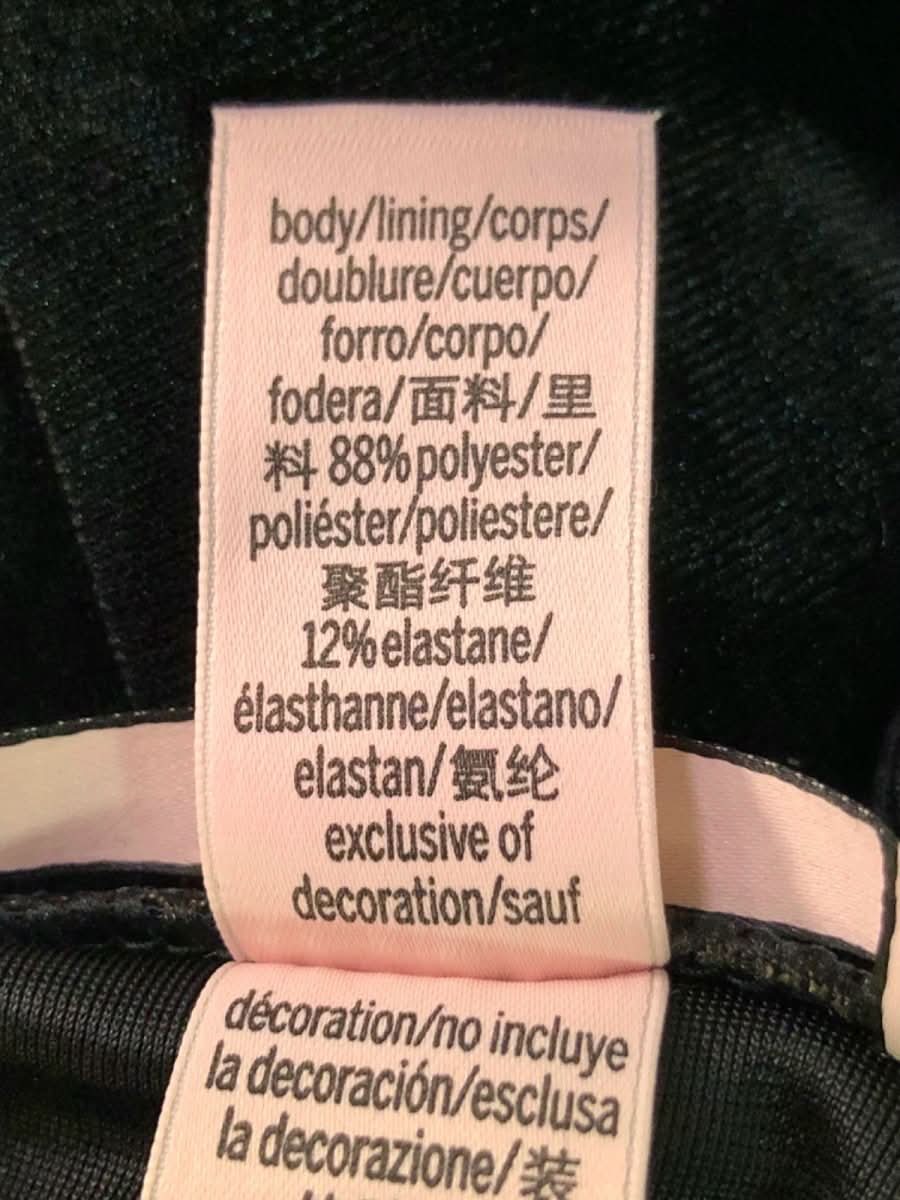 body/lining/corps/
doublure/cuerpo/
forro/corpo/
fodera/面料/里
料 88% polyester/
poliéster/poliestere/
聚酯纤维
12% elastane/
élasthanne/elastano/
elastan/氨纶
exclusive of
decoration/sauf
décoration/no incluye
la decoración/esclusa
la decorazione/装